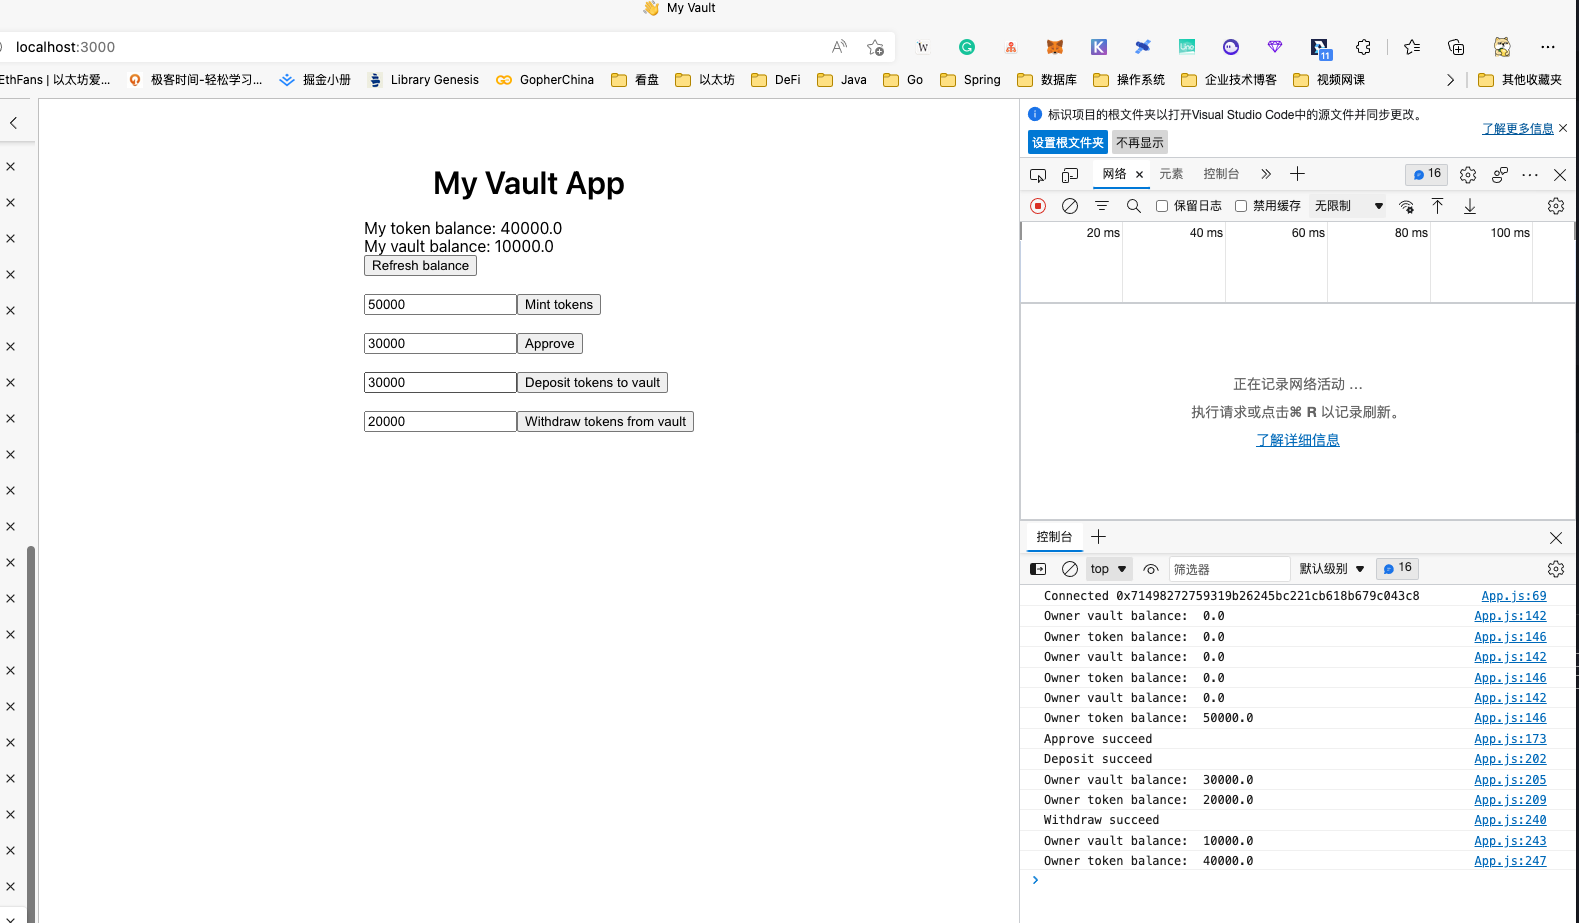 My Vault
localhost:3000
EthFans | 以太坊爱...
极客时间-轻松学习...
掘金小册
Library Genesis
GopherChina
看盘
以太坊
DeFi
Java
Go
Spring
数据库
操作系统
企业技术博客
视频网课
其他收藏夹
My Vault App
My token balance: 40000.0
My vault balance: 10000.0
Refresh balance
50000 Mint tokens
30000 Approve
30000 Deposit tokens to vault
20000 Withdraw tokens from vault
标识项目的根文件夹以打开Visual Studio Code中的源文件并同步更改。
了解更多信息
设置根文件夹 不再显示
网络 元素 控制台 16
保留日志 禁用缓存 无限制
20 ms 40 ms 60 ms 80 ms 100 ms
正在记录网络活动 ...
执行请求或点击⌘ R 以记录刷新。
了解详细信息
控制台
top 筛选器 默认级别 16
Connected 0x71498272759319b26245bc221cb618b679c043c8 App.js:69
Owner vault balance: 0.0 App.js:142
Owner token balance: 0.0 App.js:146
Owner vault balance: 0.0 App.js:142
Owner token balance: 0.0 App.js:146
Owner vault balance: 0.0 App.js:142
Owner token balance: 50000.0 App.js:146
Approve succeed App.js:173
Deposit succeed App.js:202
Owner vault balance: 30000.0 App.js:205
Owner token balance: 20000.0 App.js:209
Withdraw succeed App.js:240
Owner vault balance: 10000.0 App.js:243
Owner token balance: 40000.0 App.js:247